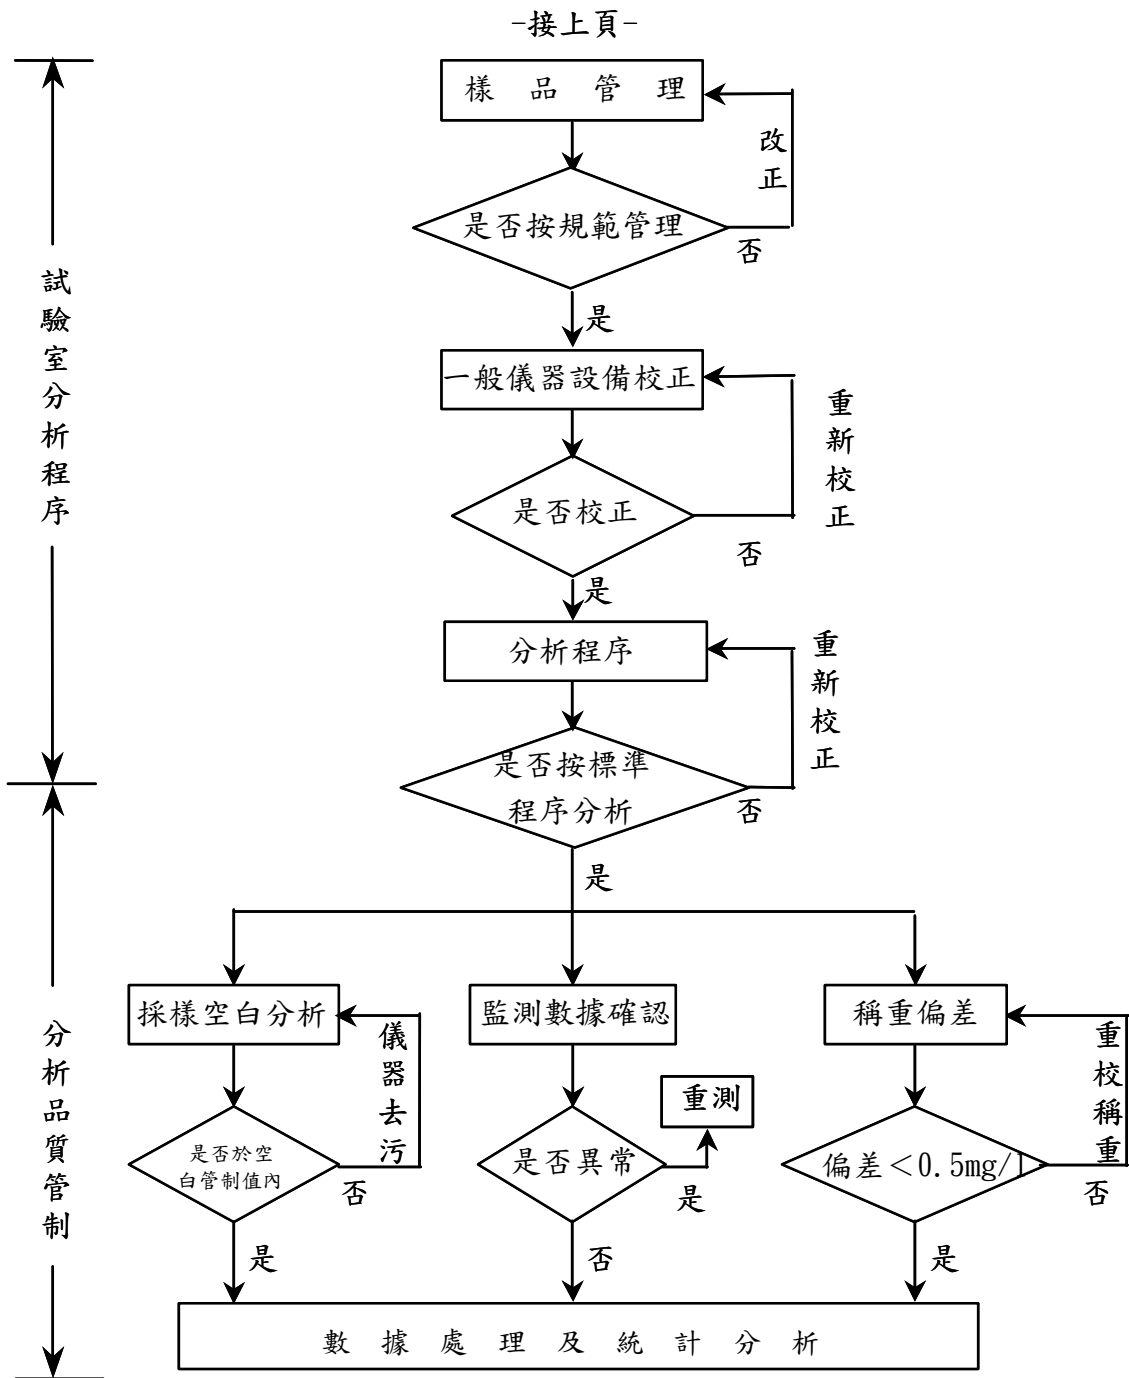 -接上頁-
樣品管理
改正
是否按規範管理
否
是
試驗室分析程序
一般儀器設備校正
重新校正
是否校正
否
是
分析程序
重新校正
是否按標準
程序分析
否
是
分析品質管制
採樣空白分析
儀器去污
是否於空
白管制值內
否
是
監測數據確認
重測
是否異常
是
否
稱重偏差
重校稱重
偏差＜0.5mg/l
否
是
數據處理及統計分析